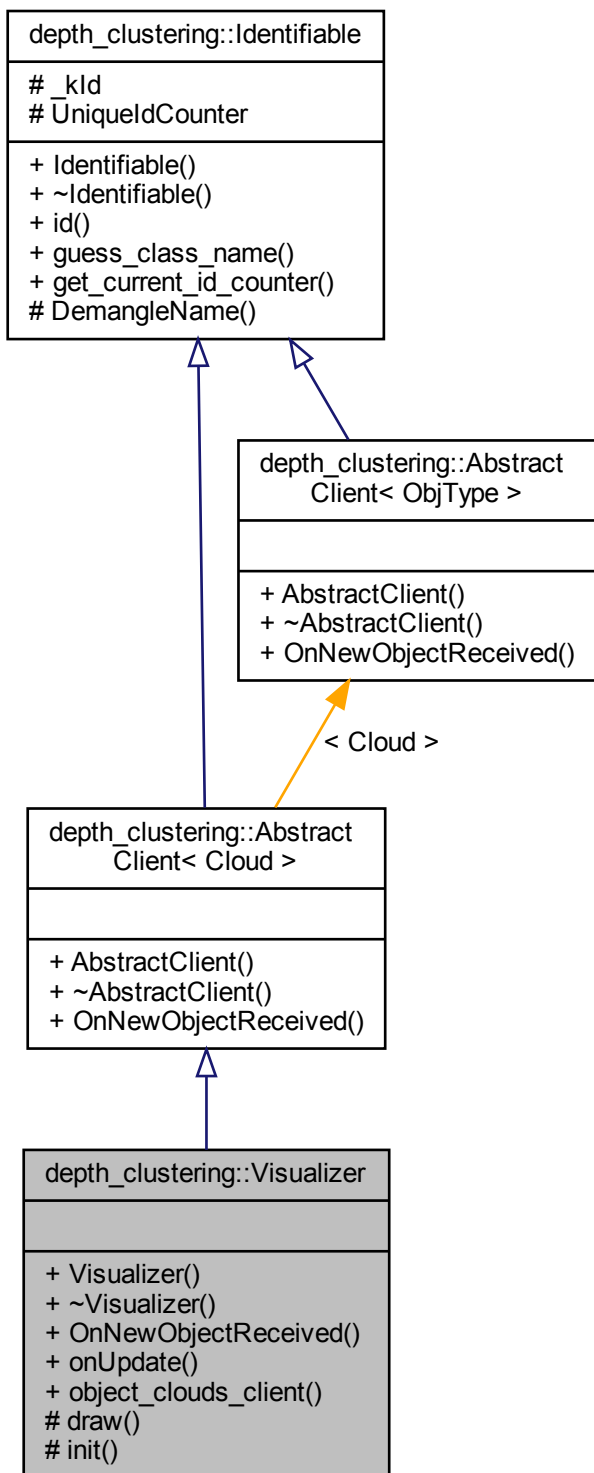 depth_clustering::Identifiable
# _kId
# UniqueIdCounter
+ Identifiable()
+ ~Identifiable()
+ id()
+ guess_class_name()
+ get_current_id_counter()
# DemangleName()
depth_clustering::Abstract
Client< ObjType >
+ AbstractClient()
+ ~AbstractClient()
+ OnNewObjectReceived()
< Cloud >
depth_clustering::Abstract
Client< Cloud >
+ AbstractClient()
+ ~AbstractClient()
+ OnNewObjectReceived()
depth_clustering::Visualizer
+ Visualizer()
+ ~Visualizer()
+ OnNewObjectReceived()
+ onUpdate()
+ object_clouds_client()
# draw()
# init()